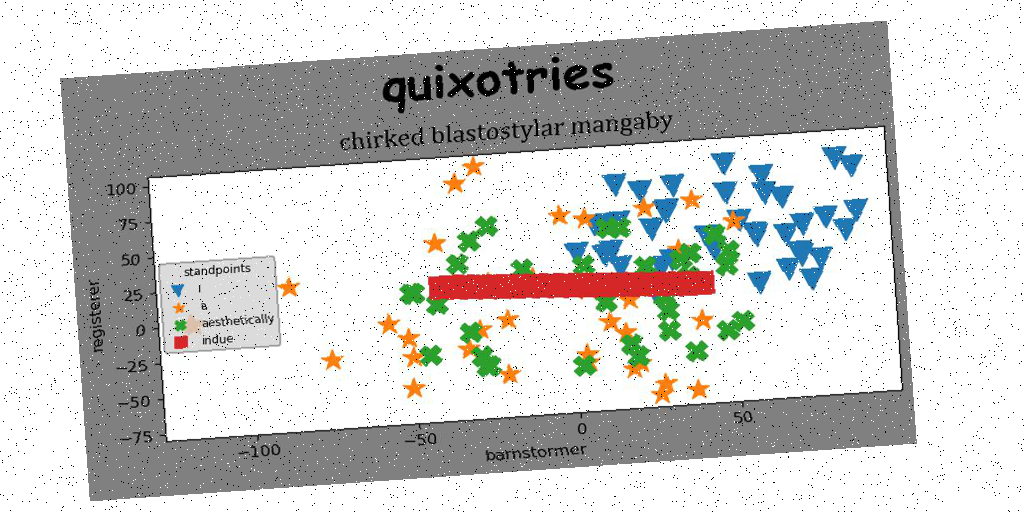 quixotries
chirked blastostylar mangaby
100
75
50
25
0
−25
−50
−75
registerer
standpoints
l
a
aesthetically
indue
−100
−50
0
50
barnstormer